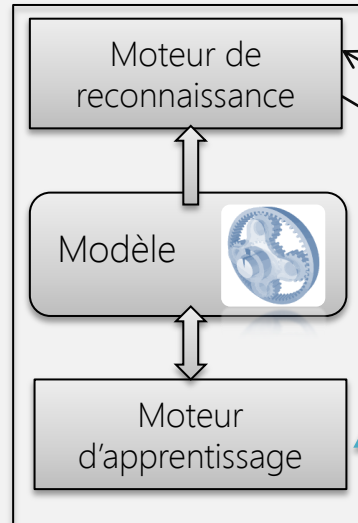 Moteur de
reconnaissance
Modèle
Moteur
d’apprentissage